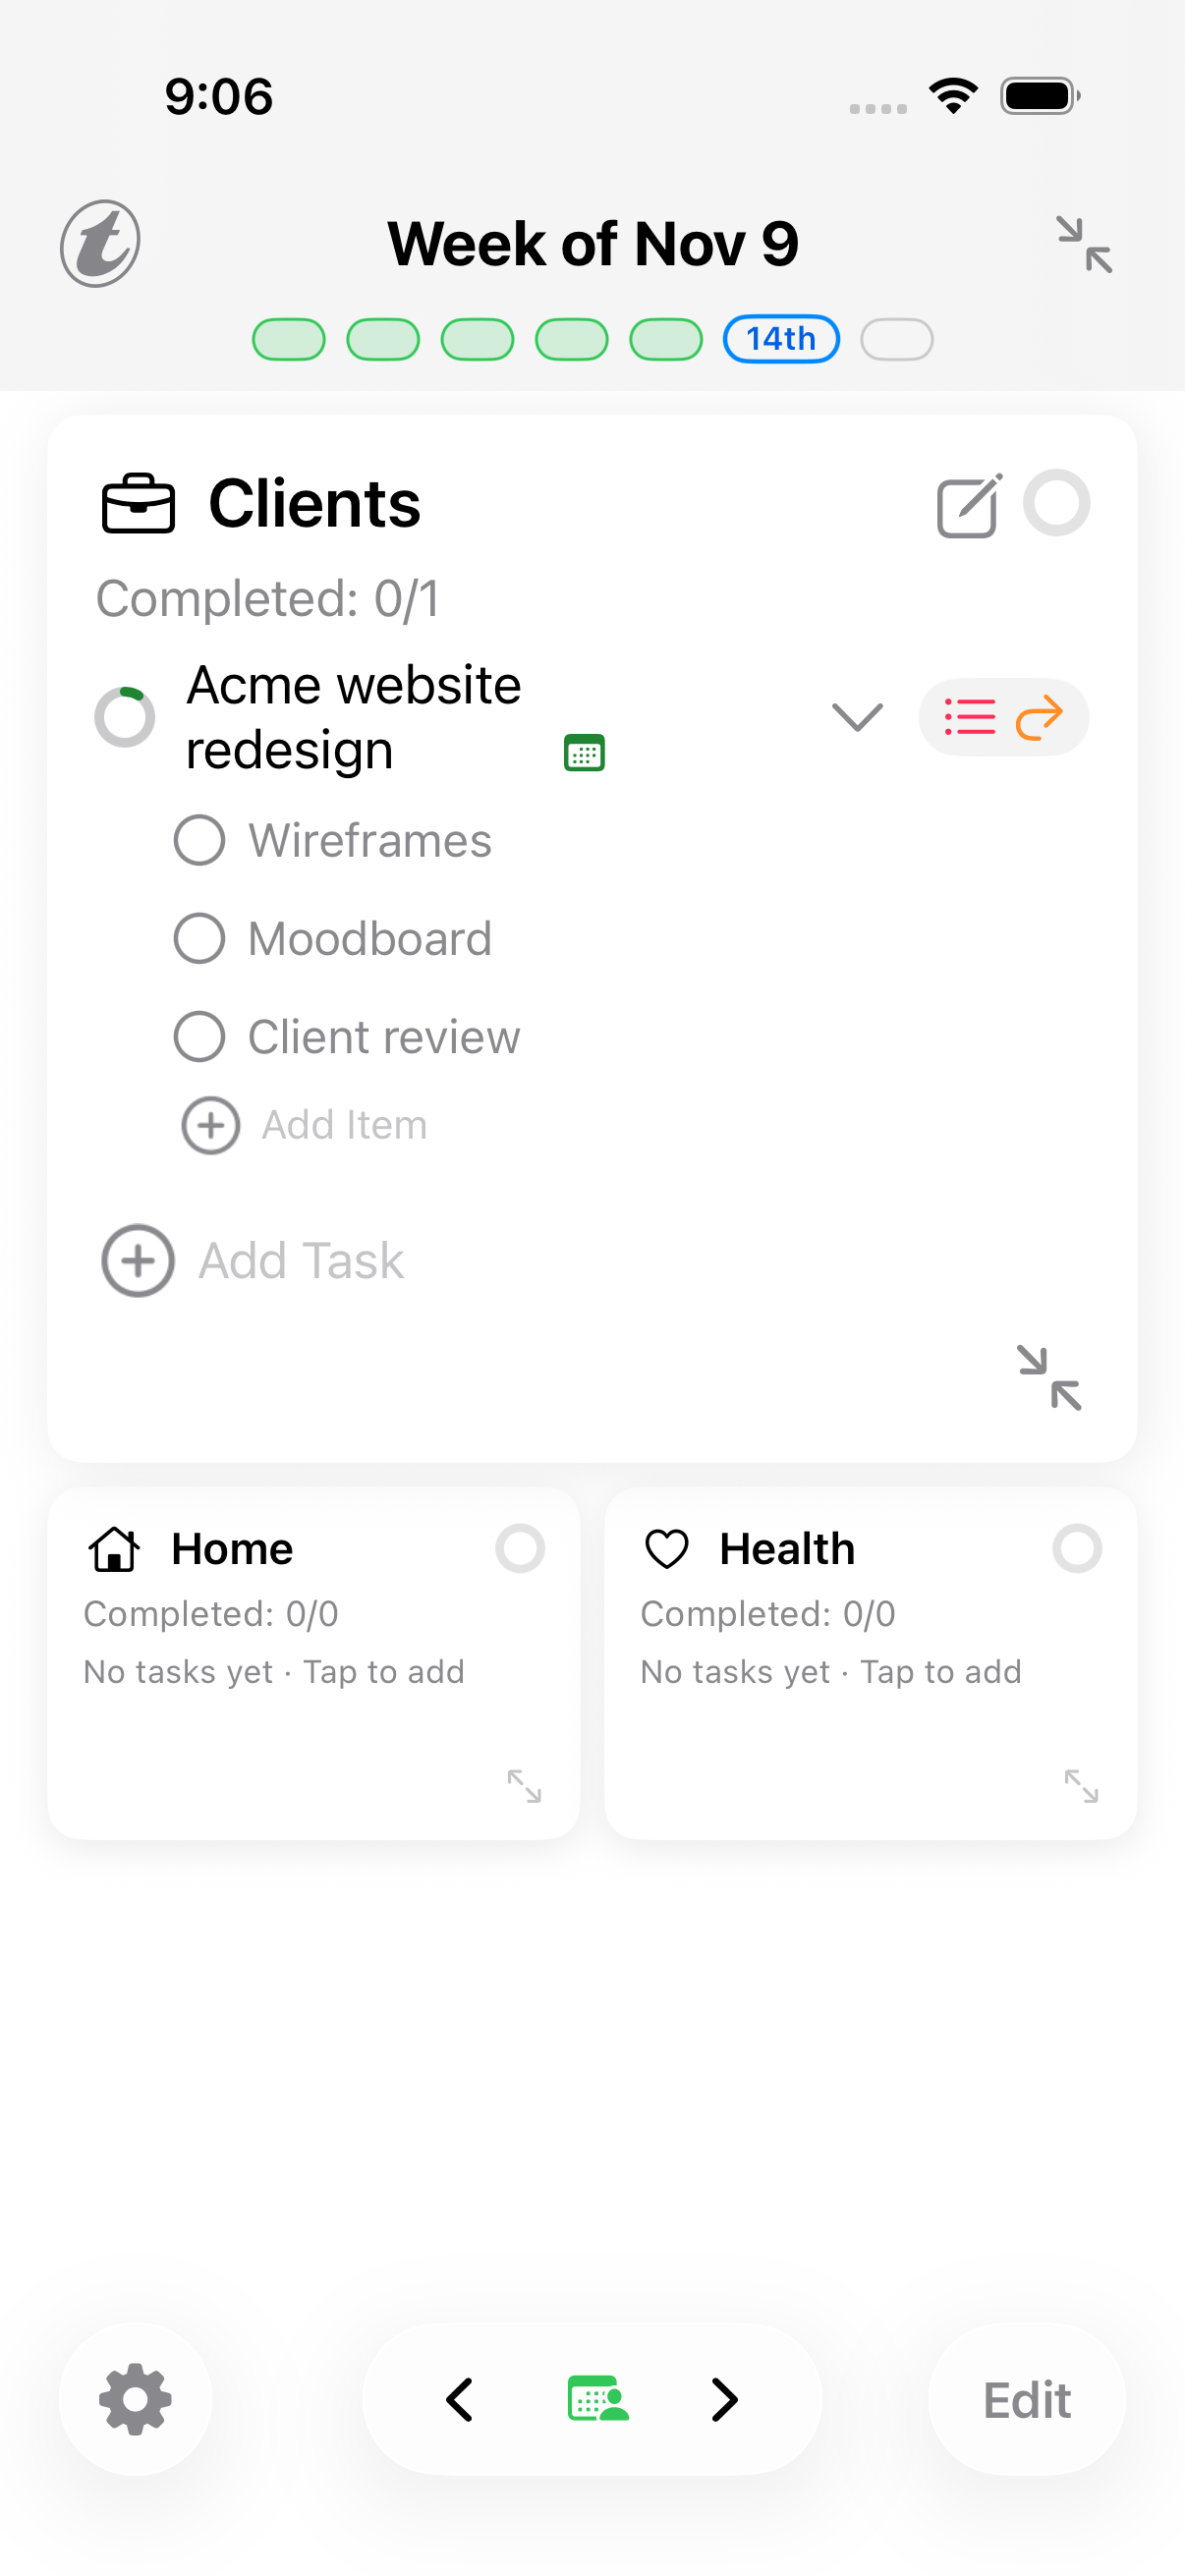 9:06
t
Week of Nov 9
14th
Clients
Completed: 0/1
Acme website
redesign
Wireframes
Moodboard
Client review
Add Item
Add Task
Home
Completed: 0/0
No tasks yet · Tap to add
Health
Completed: 0/0
No tasks yet · Tap to add
Edit